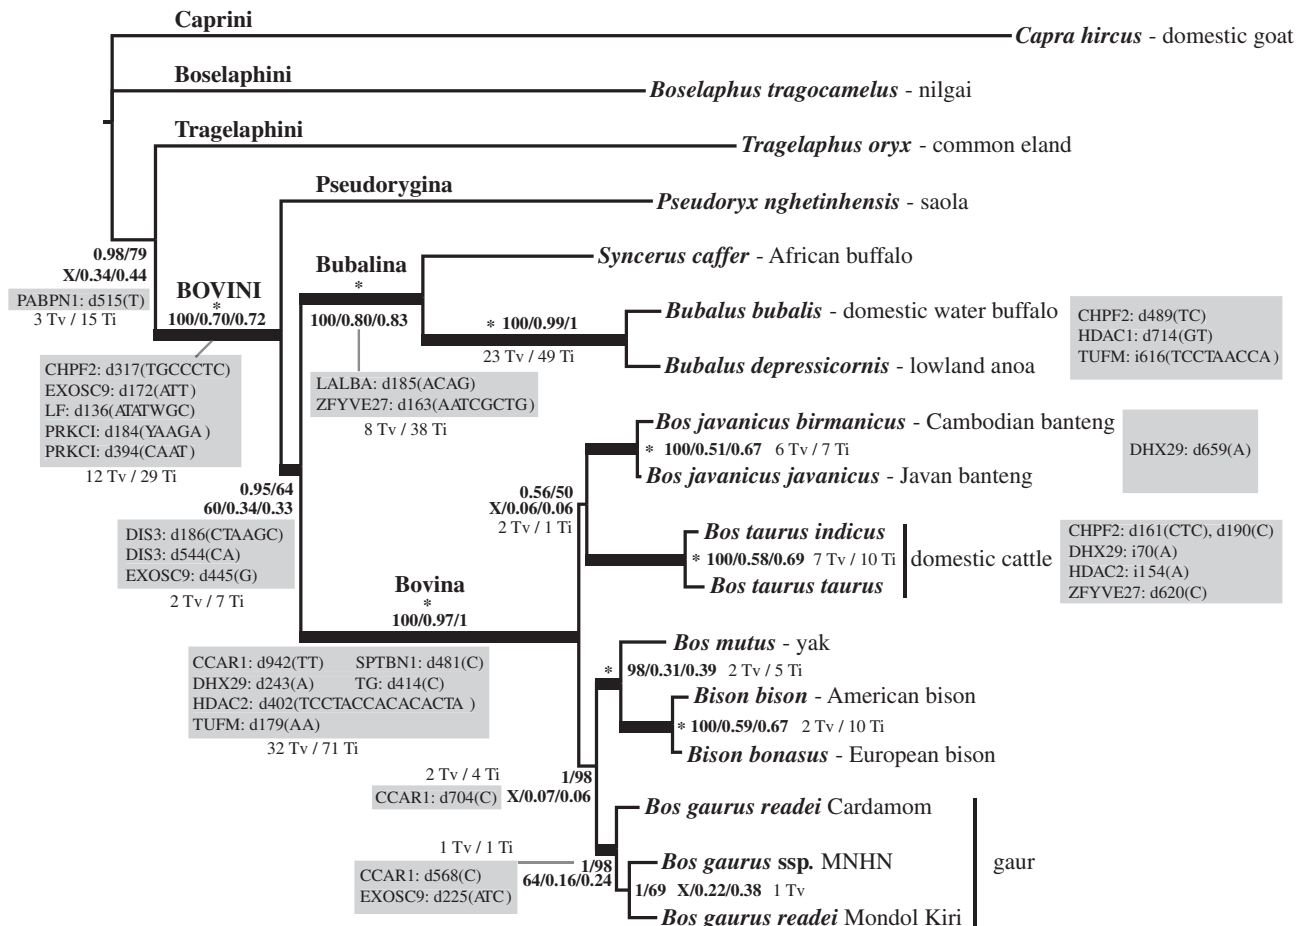 Caprini
Capra hircus - domestic goat
Boselaphini
Boselaphus tragocamelus - nilgai
Tragelaphini
Tragelaphus oryx - common eland
Pseudorygina
Pseudoryx nghetinhensis - saola
0.98/79
X/0.34/0.44
PABPN1: d515(T)
3 Tv / 15 Ti
BOVINI
*
100/0.70/0.72
CHPF2: d317(TGCCCTC)
EXOSC9: d172(ATT)
LF: d136(ATATWGC)
PRKCI: d184(YAAGA)
PRKCI: d394(CAAT)
12 Tv / 29 Ti
Bubalina
*
100/0.80/0.83
LALBA: d185(ACAG)
ZFYVE27: d163(AATCGCTG)
8 Tv / 38 Ti
Syncerus caffer - African buffalo
* 100/0.99/1
23 Tv / 49 Ti
Bubalus bubalis - domestic water buffalo
Bubalus depressicornis - lowland anoa
CHPF2: d489(TC)
HDAC1: d714(GT)
TUFM: i616(TCCTAACCA)
0.95/64
60/0.34/0.33
DIS3: d186(CTAAGC)
DIS3: d544(CA)
EXOSC9: d445(G)
2 Tv / 7 Ti
Bovina
*
100/0.97/1
CCAR1: d942(TT) SPTBN1: d481(C)
DHX29: d243(A) TG: d414(C)
HDAC2: d402(TCCTACCACACACTA)
TUFM: d179(AA)
32 Tv / 71 Ti
0.56/50
X/0.06/0.06
2 Tv / 1 Ti
Bos javanicus birmanicus - Cambodian banteng
* 100/0.51/0.67 6 Tv / 7 Ti
Bos javanicus javanicus - Javan banteng
DHX29: d659(A)
Bos taurus indicus
* 100/0.58/0.69 7 Tv / 10 Ti
Bos taurus taurus
domestic cattle
CHPF2: d161(CTC), d190(C)
DHX29: i70(A)
HDAC2: i154(A)
ZFYVE27: d620(C)
Bos mutus - yak
* 98/0.31/0.39 2 Tv / 5 Ti
Bison bison - American bison
* 100/0.59/0.67 2 Tv / 10 Ti
Bison bonasus - European bison
2 Tv / 4 Ti
1/98
CCAR1: d704(C)
X/0.07/0.06
1 Tv / 1 Ti
1/98
64/0.16/0.24
CCAR1: d568(C)
EXOSC9: d225(ATC)
Bos gaurus readei Cardamom
Bos gaurus ssp. MNHN
1/69 X/0.22/0.38 1 Tv
Bos gaurus readei Mondol Kiri
gaur